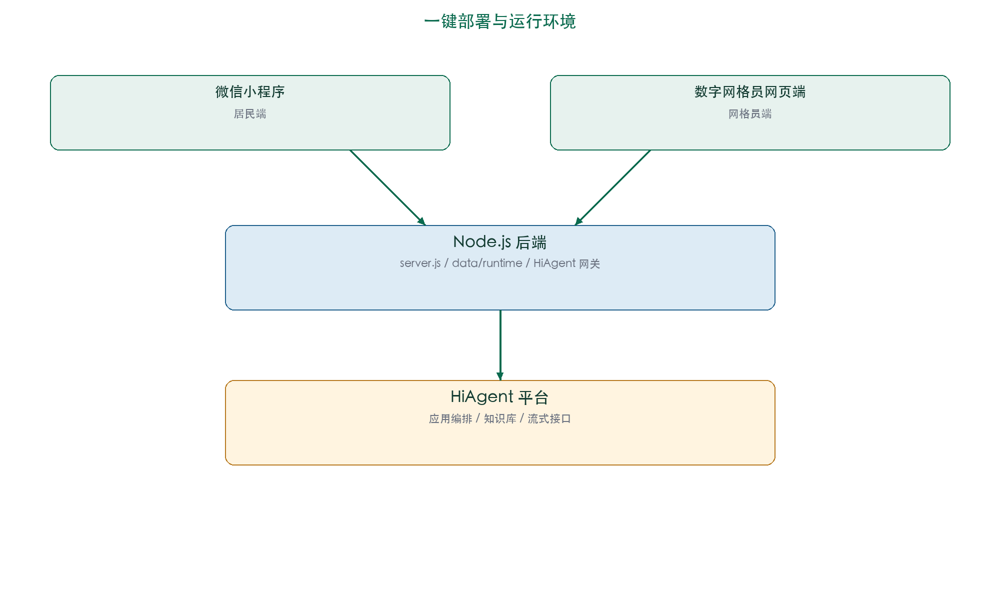 一键部署与运行环境
微信小程序
居民端
数字网格员网页端
网格员端
Node.js 后端
server.js / data/runtime / HiAgent 网关
HiAgent 平台
应用编排 / 知识库 / 流式接口